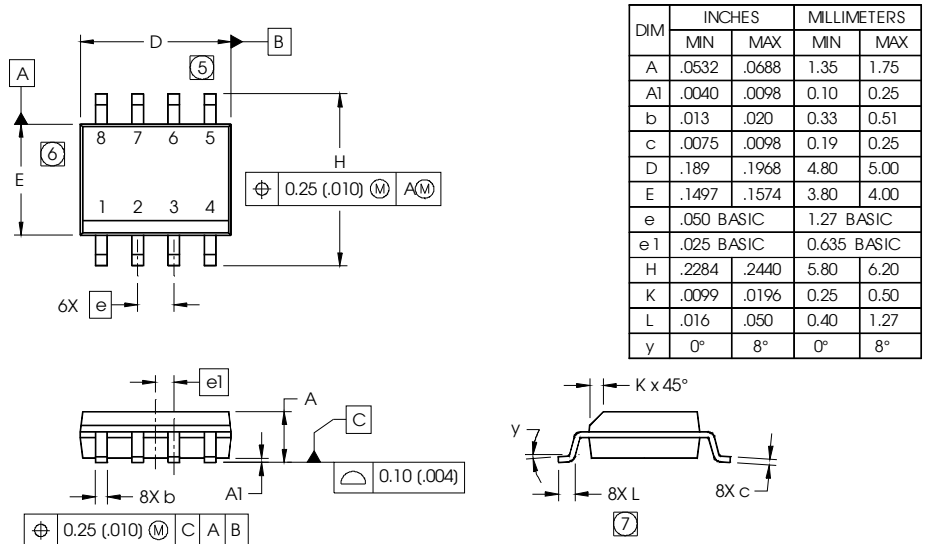 D
B
5
A
8 7 6 5
6
E
H
⌖ 0.25 (.010) Ⓜ AⓂ
1 2 3 4
6X e
e1
A
C
⌓ 0.10 (.004)
8X b
A1
⌖ 0.25 (.010) Ⓜ C A B
DIM INCHES MILLIMETERS
MIN MAX MIN MAX
A .0532 .0688 1.35 1.75
A1 .0040 .0098 0.10 0.25
b .013 .020 0.33 0.51
c .0075 .0098 0.19 0.25
D .189 .1968 4.80 5.00
E .1497 .1574 3.80 4.00
e .050 BASIC 1.27 BASIC
e1 .025 BASIC 0.635 BASIC
H .2284 .2440 5.80 6.20
K .0099 .0196 0.25 0.50
L .016 .050 0.40 1.27
y 0° 8° 0° 8°
K x 45°
y
8X L
8X c
7